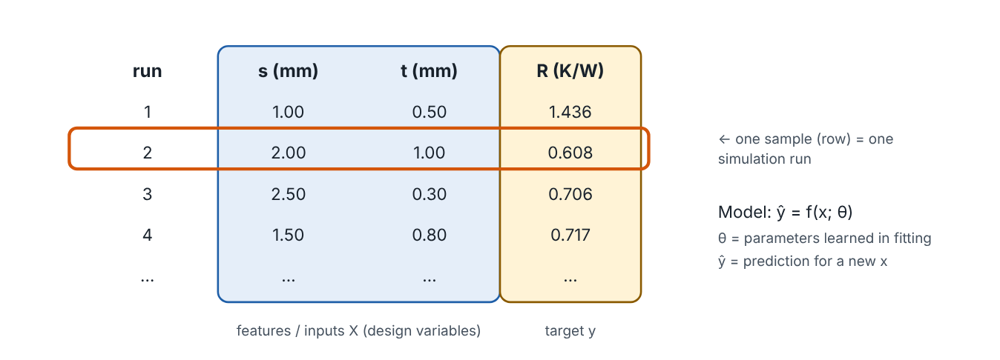 run s (mm) t (mm) R (K/W)
1 1.00 0.50 1.436
2 2.00 1.00 0.608
3 2.50 0.30 0.706
4 1.50 0.80 0.717
... ... ... ...
← one sample (row) = one
simulation run
Model: ŷ = f(x; θ)
θ = parameters learned in fitting
ŷ = prediction for a new x
features / inputs X (design variables)
target y